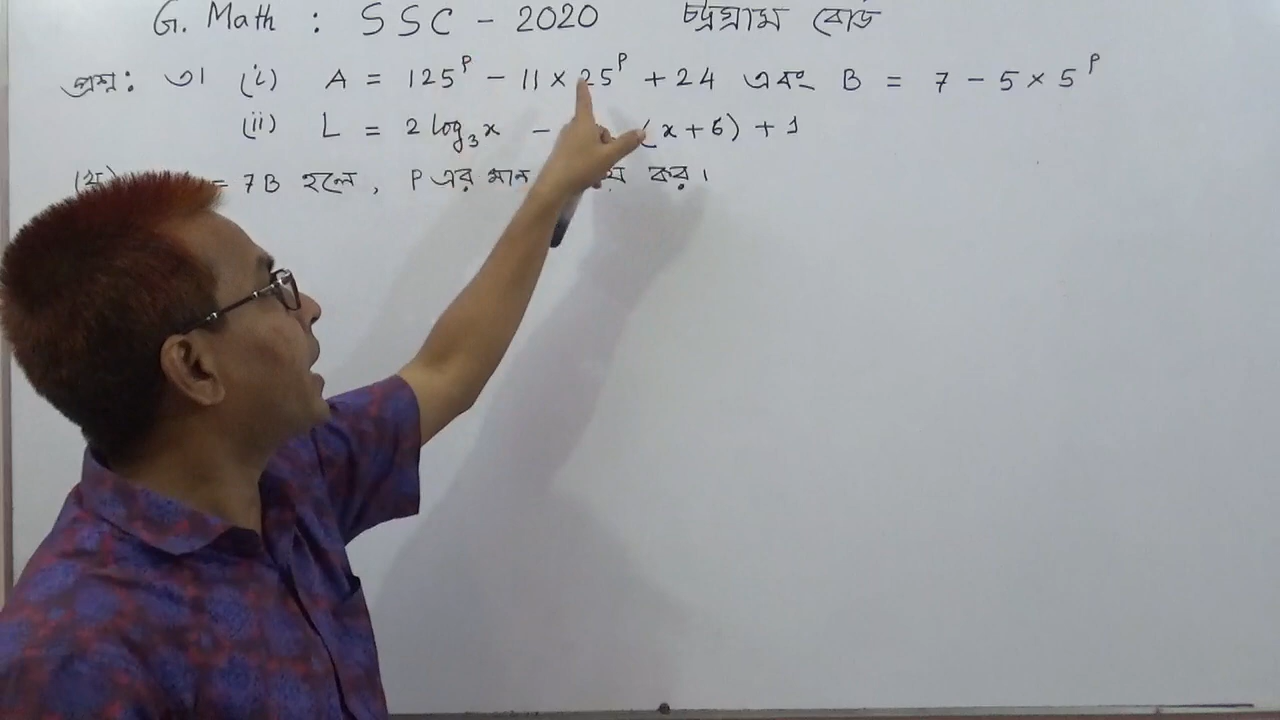 G. Math : SSC - 2020 চট্টগ্রাম বোর্ড
প্রশ্ন: ৩। (i) A = 125^P - 11 × 25^P + 24 এবং B = 7 - 5 × 5^P
(ii) L = 2 log₃x - (x + 6) + 1
= 7B হলে, P এর মান কর।